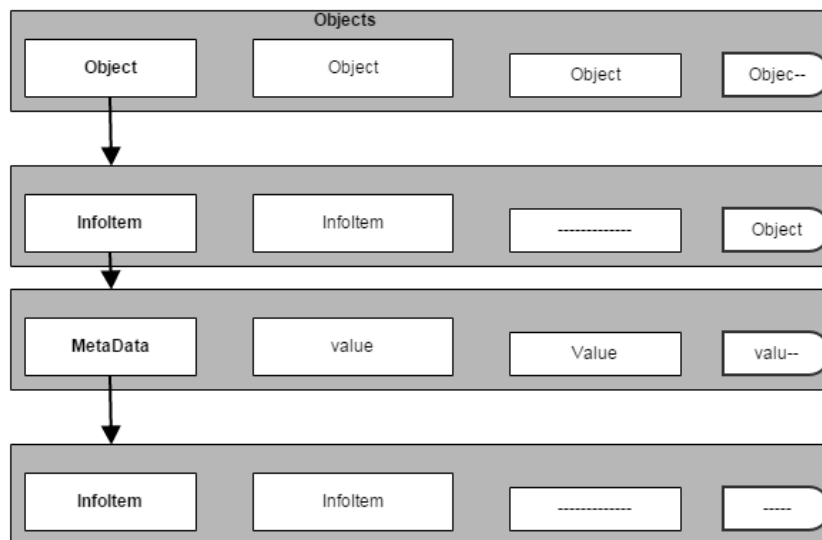 Objects
Object
Object
Object
Objec--
InfoItem
InfoItem
-------------
Object
MetaData
value
Value
valu--
InfoItem
InfoItem
-------------
-----